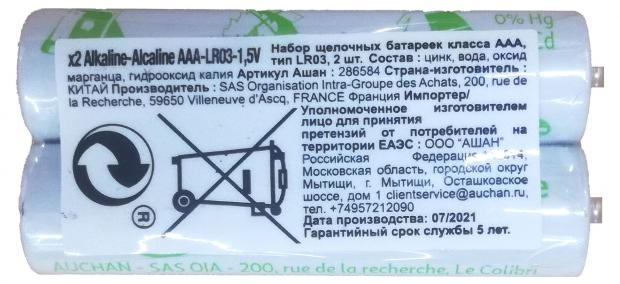 0% Hg
Cd
x2 Alkaline-Alcaline AAA-LR03-1,5V
Набор щелочных батареек класса ААА,
тип LR03, 2 шт. Состав : цинк, вода, оксид
марганца, гидрооксид калия Артикул Ашан : 286584 Страна-изготовитель :
КИТАЙ Производитель : SAS Organisation Intra-Groupe des Achats, 200, rue de
la Recherche, 59650 Villeneuve d'Ascq, FRANCE Франция Импортер/
Уполномоченное изготовителем
лицо для принятия
претензий от потребителей на
территории ЕАЭС : ООО "АШАН"
Российская Федерация
Московская область, городской округ
Мытищи, г. Мытищи, Осташковское
шоссе, дом 1 clientservice@auchan.ru,
тел. +74957212090
Дата производства: 07/2021
Гарантийный срок службы 5 лет.
®
AUCHAN - SAS OIA - 200, rue de la recherche, Le Colibri